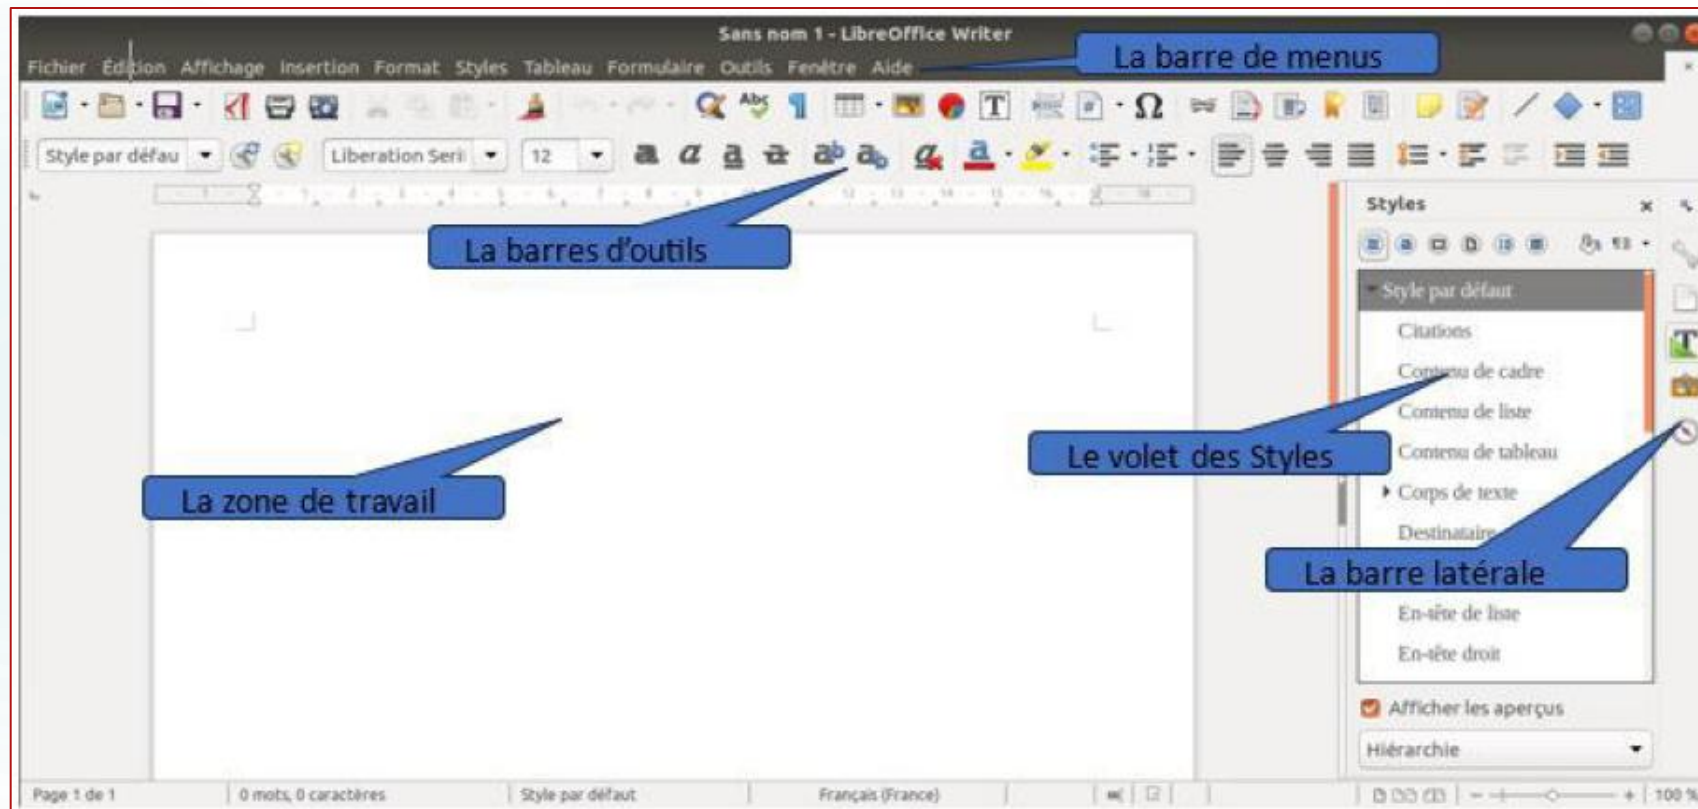 Sans nom 1 - LibreOffice Writer
La barre de menus
Fichier Édition Affichage Insertion Format Styles Tableau Formulaire Outils Fenêtre Aide
Style par défau Liberation Seri 12
Styles
La barres d'outils
Style par défaut
Citations
Contenu de cadre
Contenu de liste
Le volet des Styles
Contenu de tableau
La zone de travail
Corps de texte
Destinataire
La barre latérale
En-tête de liste
En-tête droit
Afficher les aperçus
Hiérarchie
Page 1 de 1 0 mots, 0 caractères Style par défaut Français (France) 100 %